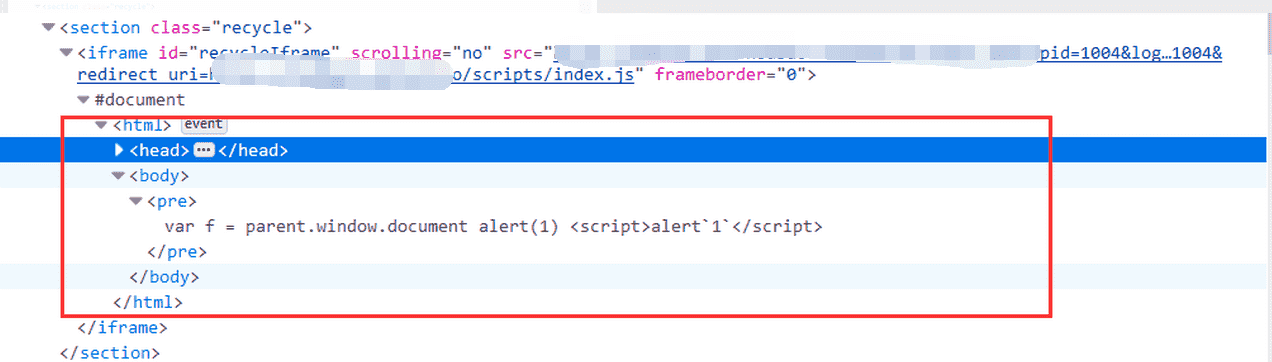 <section class="recycle">
<iframe id="recycleIframe" scrolling="no" src="pid=1004&log…1004&
redirect_uri=h o/scripts/index.js" frameborder="0">
#document
<html> event
<head> ••• </head>
<body>
<pre>
var f = parent.window.document alert(1) <script>alert`1`</script>
</pre>
</body>
</html>
</iframe>
</section>